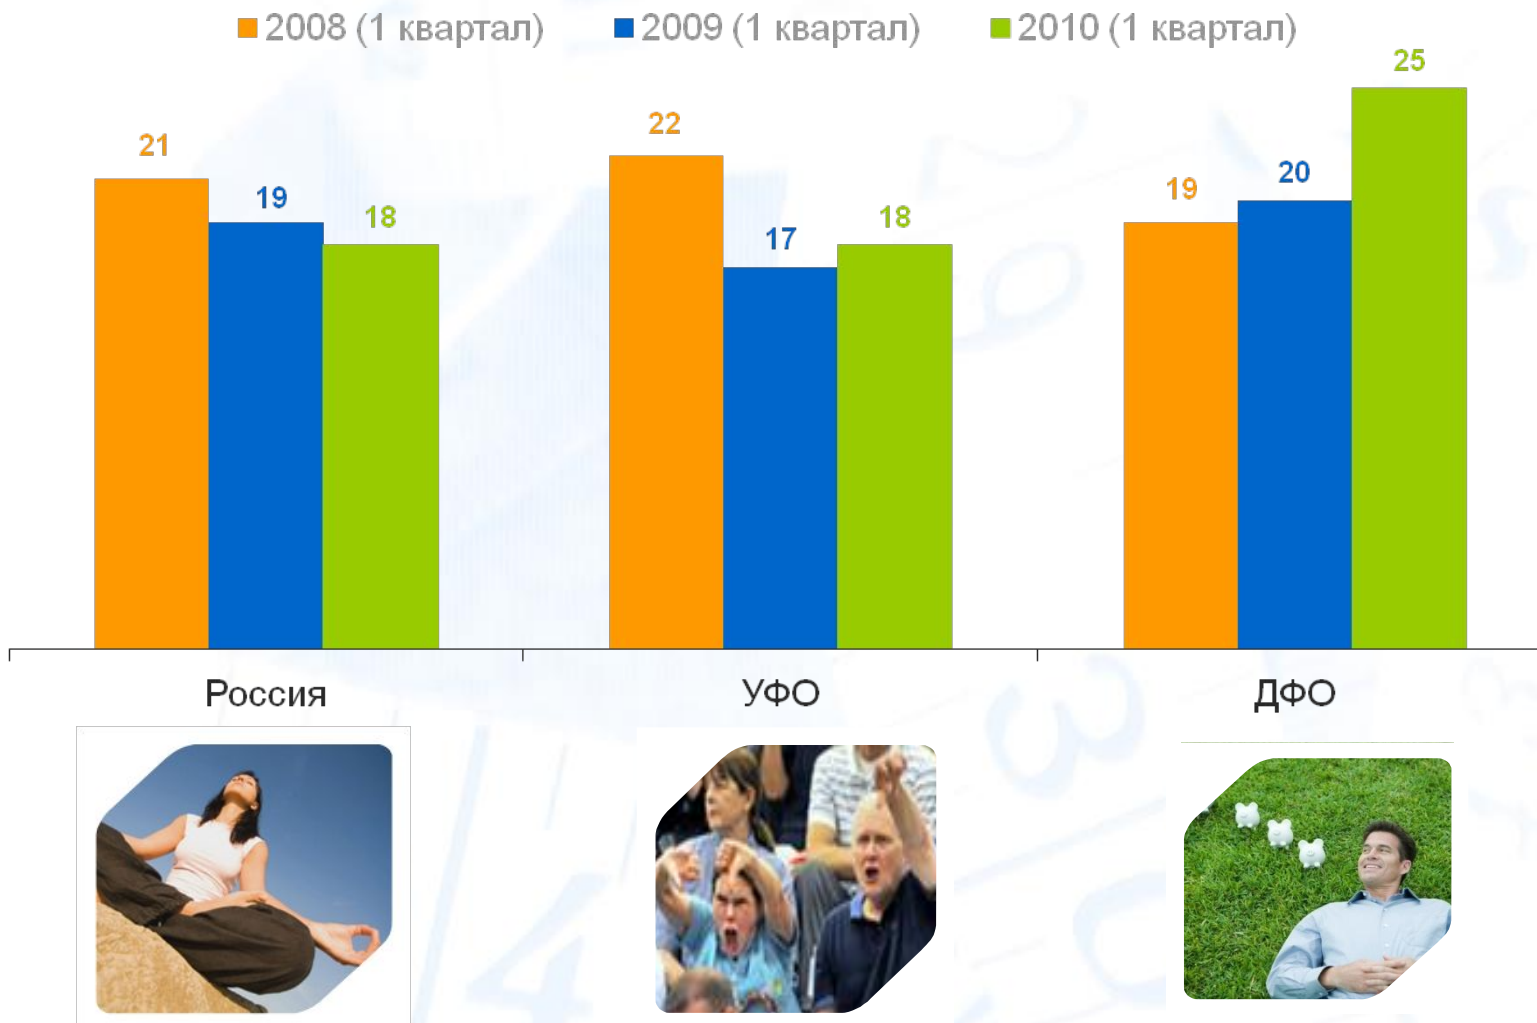 2008 (1 квартал) 2009 (1 квартал) 2010 (1 квартал)
21 19 18 22 17 18 19 20 25
Россия УФО ДФО